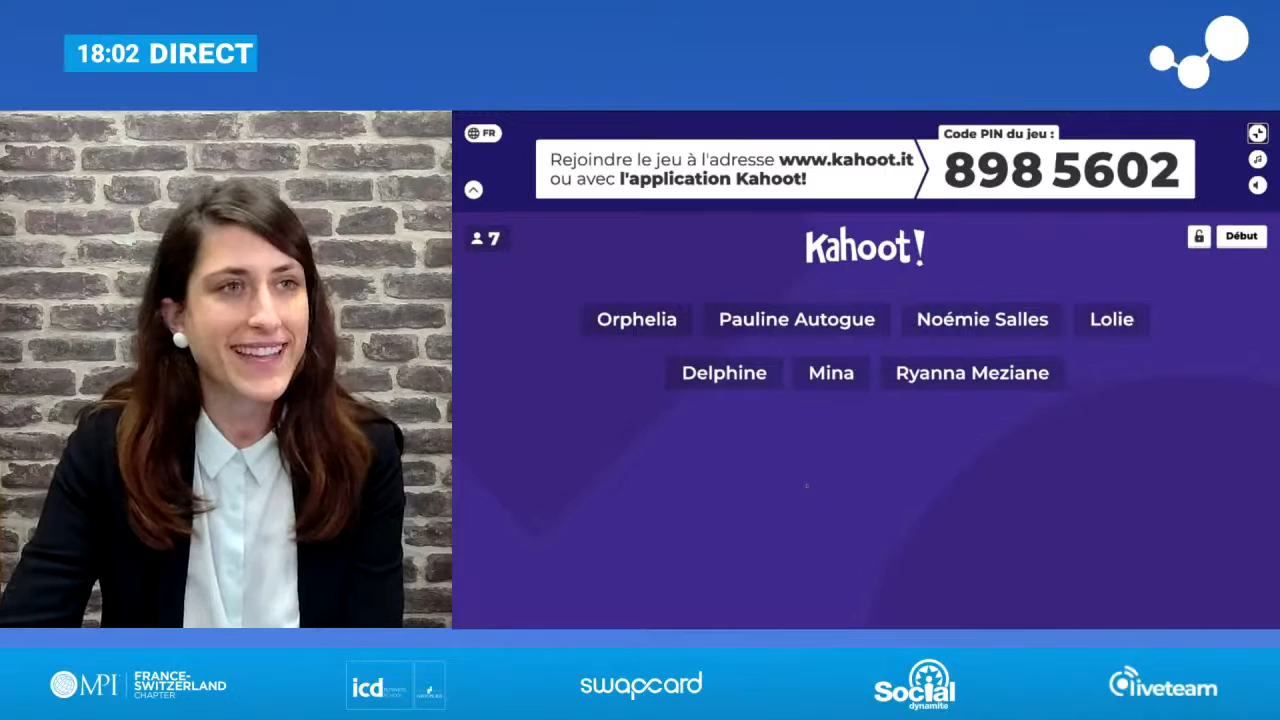 18:02 DIRECT
FR
Rejoindre le jeu à l'adresse www.kahoot.it
ou avec l'application Kahoot!
Code PIN du jeu :
898 5602
7
Kahoot!
Début
Orphelia
Pauline Autogue
Noémie Salles
Lolie
Delphine
Mina
Ryanna Meziane
MPI
FRANCE-
SWITZERLAND
CHAPTER
icd
BUSINESS
SCHOOL
swapcard
Social
dynamite
liveteam